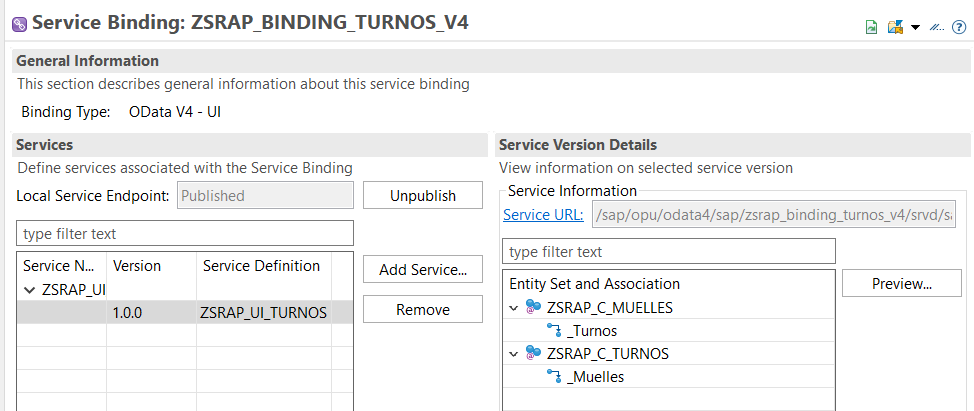 Service Binding: ZSRAP_BINDING_TURNOS_V4
General Information
This section describes general information about this service binding
Binding Type: OData V4 - UI
Services
Define services associated with the Service Binding
Local Service Endpoint: Published Unpublish
type filter text
Service N... Version Service Definition
ZSRAP_UI
1.0.0 ZSRAP_UI_TURNOS
Add Service...
Remove
Service Version Details
View information on selected service version
Service Information
Service URL: /sap/opu/odata4/sap/zsrap_binding_turnos_v4/srvd/sa
type filter text
Entity Set and Association
ZSRAP_C_MUELLES
_Turnos
ZSRAP_C_TURNOS
_Muelles
Preview...